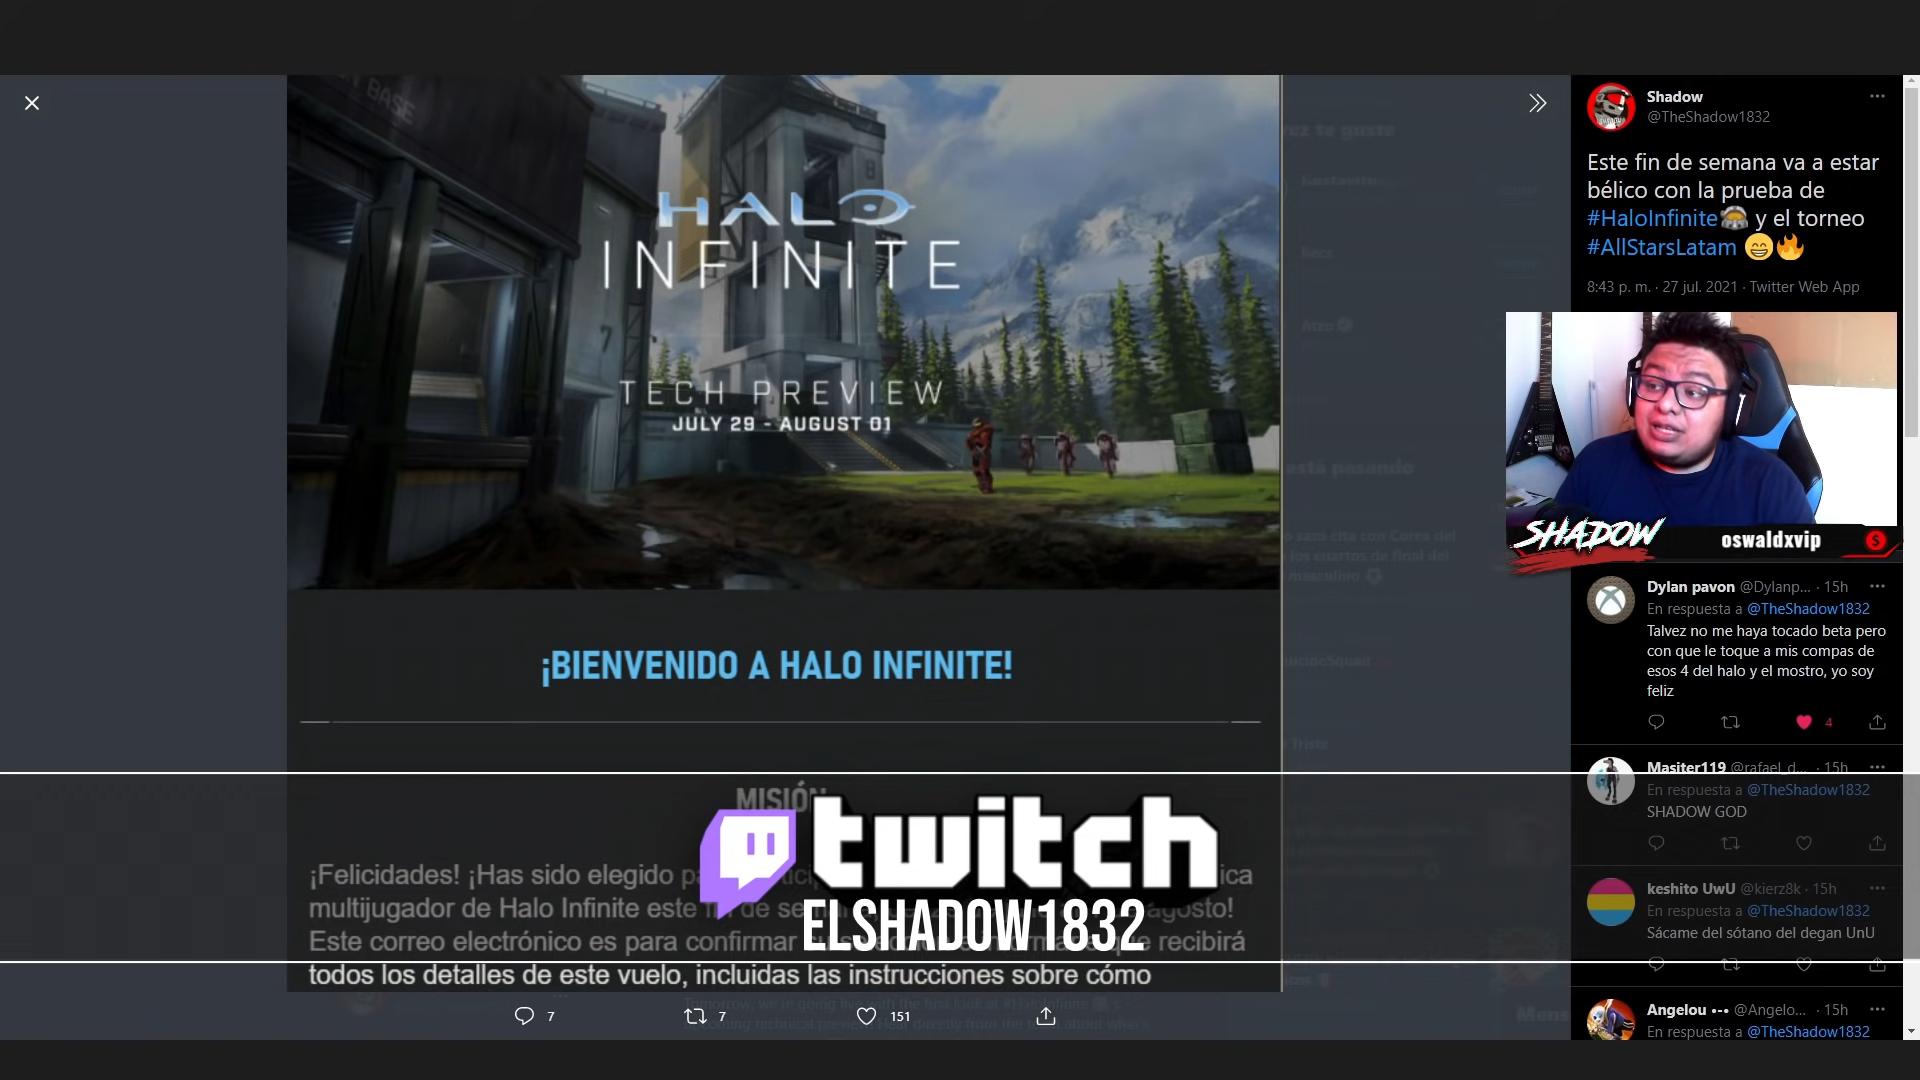 BASE
HALO
INFINITE
TECH PREVIEW
JULY 29 - AUGUST 01
¡BIENVENIDO A HALO INFINITE!
MISIÓN
¡Felicidades! ¡Has sido elegido
multijugador de Halo Infinite este fin de agosto!
Este correo electrónico es para confirmar que recibirá
todos los detalles de este vuelo, incluidas las instrucciones sobre cómo
twitch
ELSHADOW1832
7
7
151
Shadow
@TheShadow1832
Este fin de semana va a estar
bélico con la prueba de
#HaloInfinite y el torneo
#AllStarsLatam 😁🔥
8:43 p. m. · 27 jul. 2021 · Twitter Web App
SHADOW
oswaldxvip
Dylan pavon @Dylanp... · 15h
En respuesta a @TheShadow1832
Talvez no me haya tocado beta pero
con que le toque a mis compas de
esos 4 del halo y el mostro, yo soy
feliz
4
Masiter119 @rafael_d... · 15h
En respuesta a @TheShadow1832
SHADOW GOD
keshito UwU @kierz8k · 15h
En respuesta a @TheShadow1832
Sácame del sótano del degan UnU
Angelou •-• @Angelo... · 15h
En respuesta a @TheShadow1832